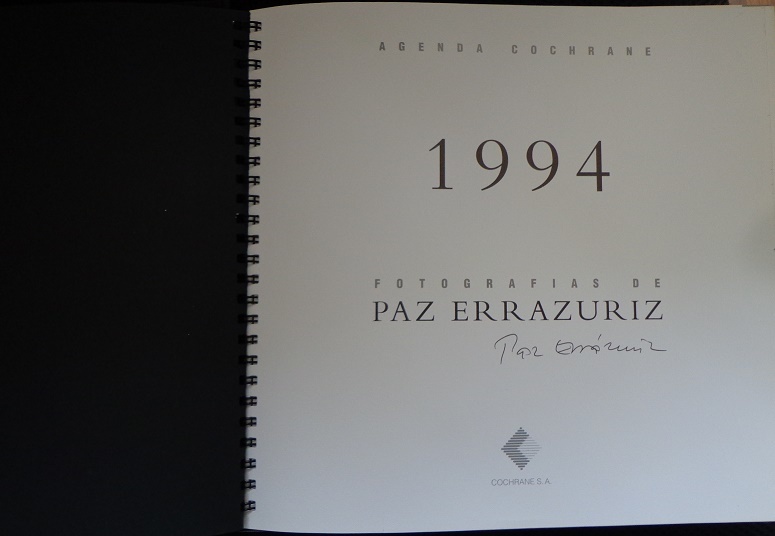 AGENDA COCHRANE
1994
FOTOGRAFIAS DE
PAZ ERRAZURIZ
Paz Errázuriz
COCHRANE S.A.